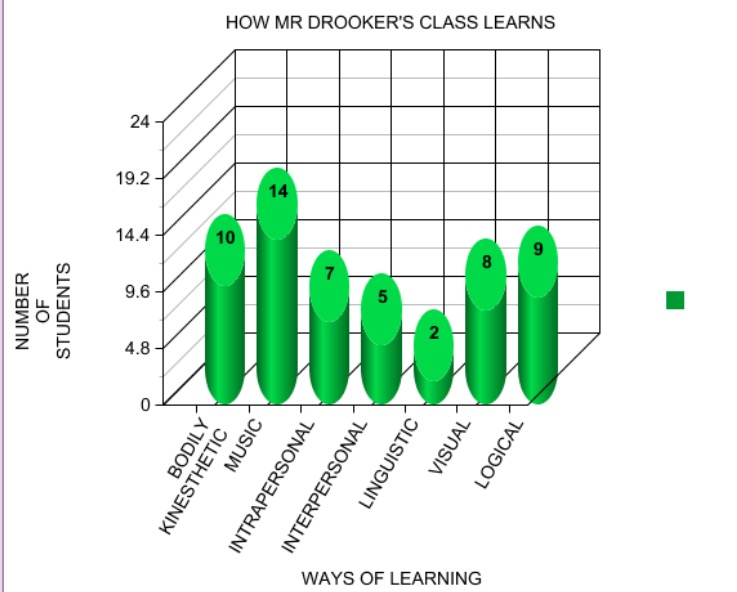 HOW MR DROOKER'S CLASS LEARNS
24
19.2
14.4
9.6
4.8
0
NUMBER
OF
STUDENTS
10
14
7
5
2
8
9
BODILY
KINESTHETIC
MUSIC
INTRAPERSONAL
INTERPERSONAL
LINGUISTIC
VISUAL
LOGICAL
WAYS OF LEARNING